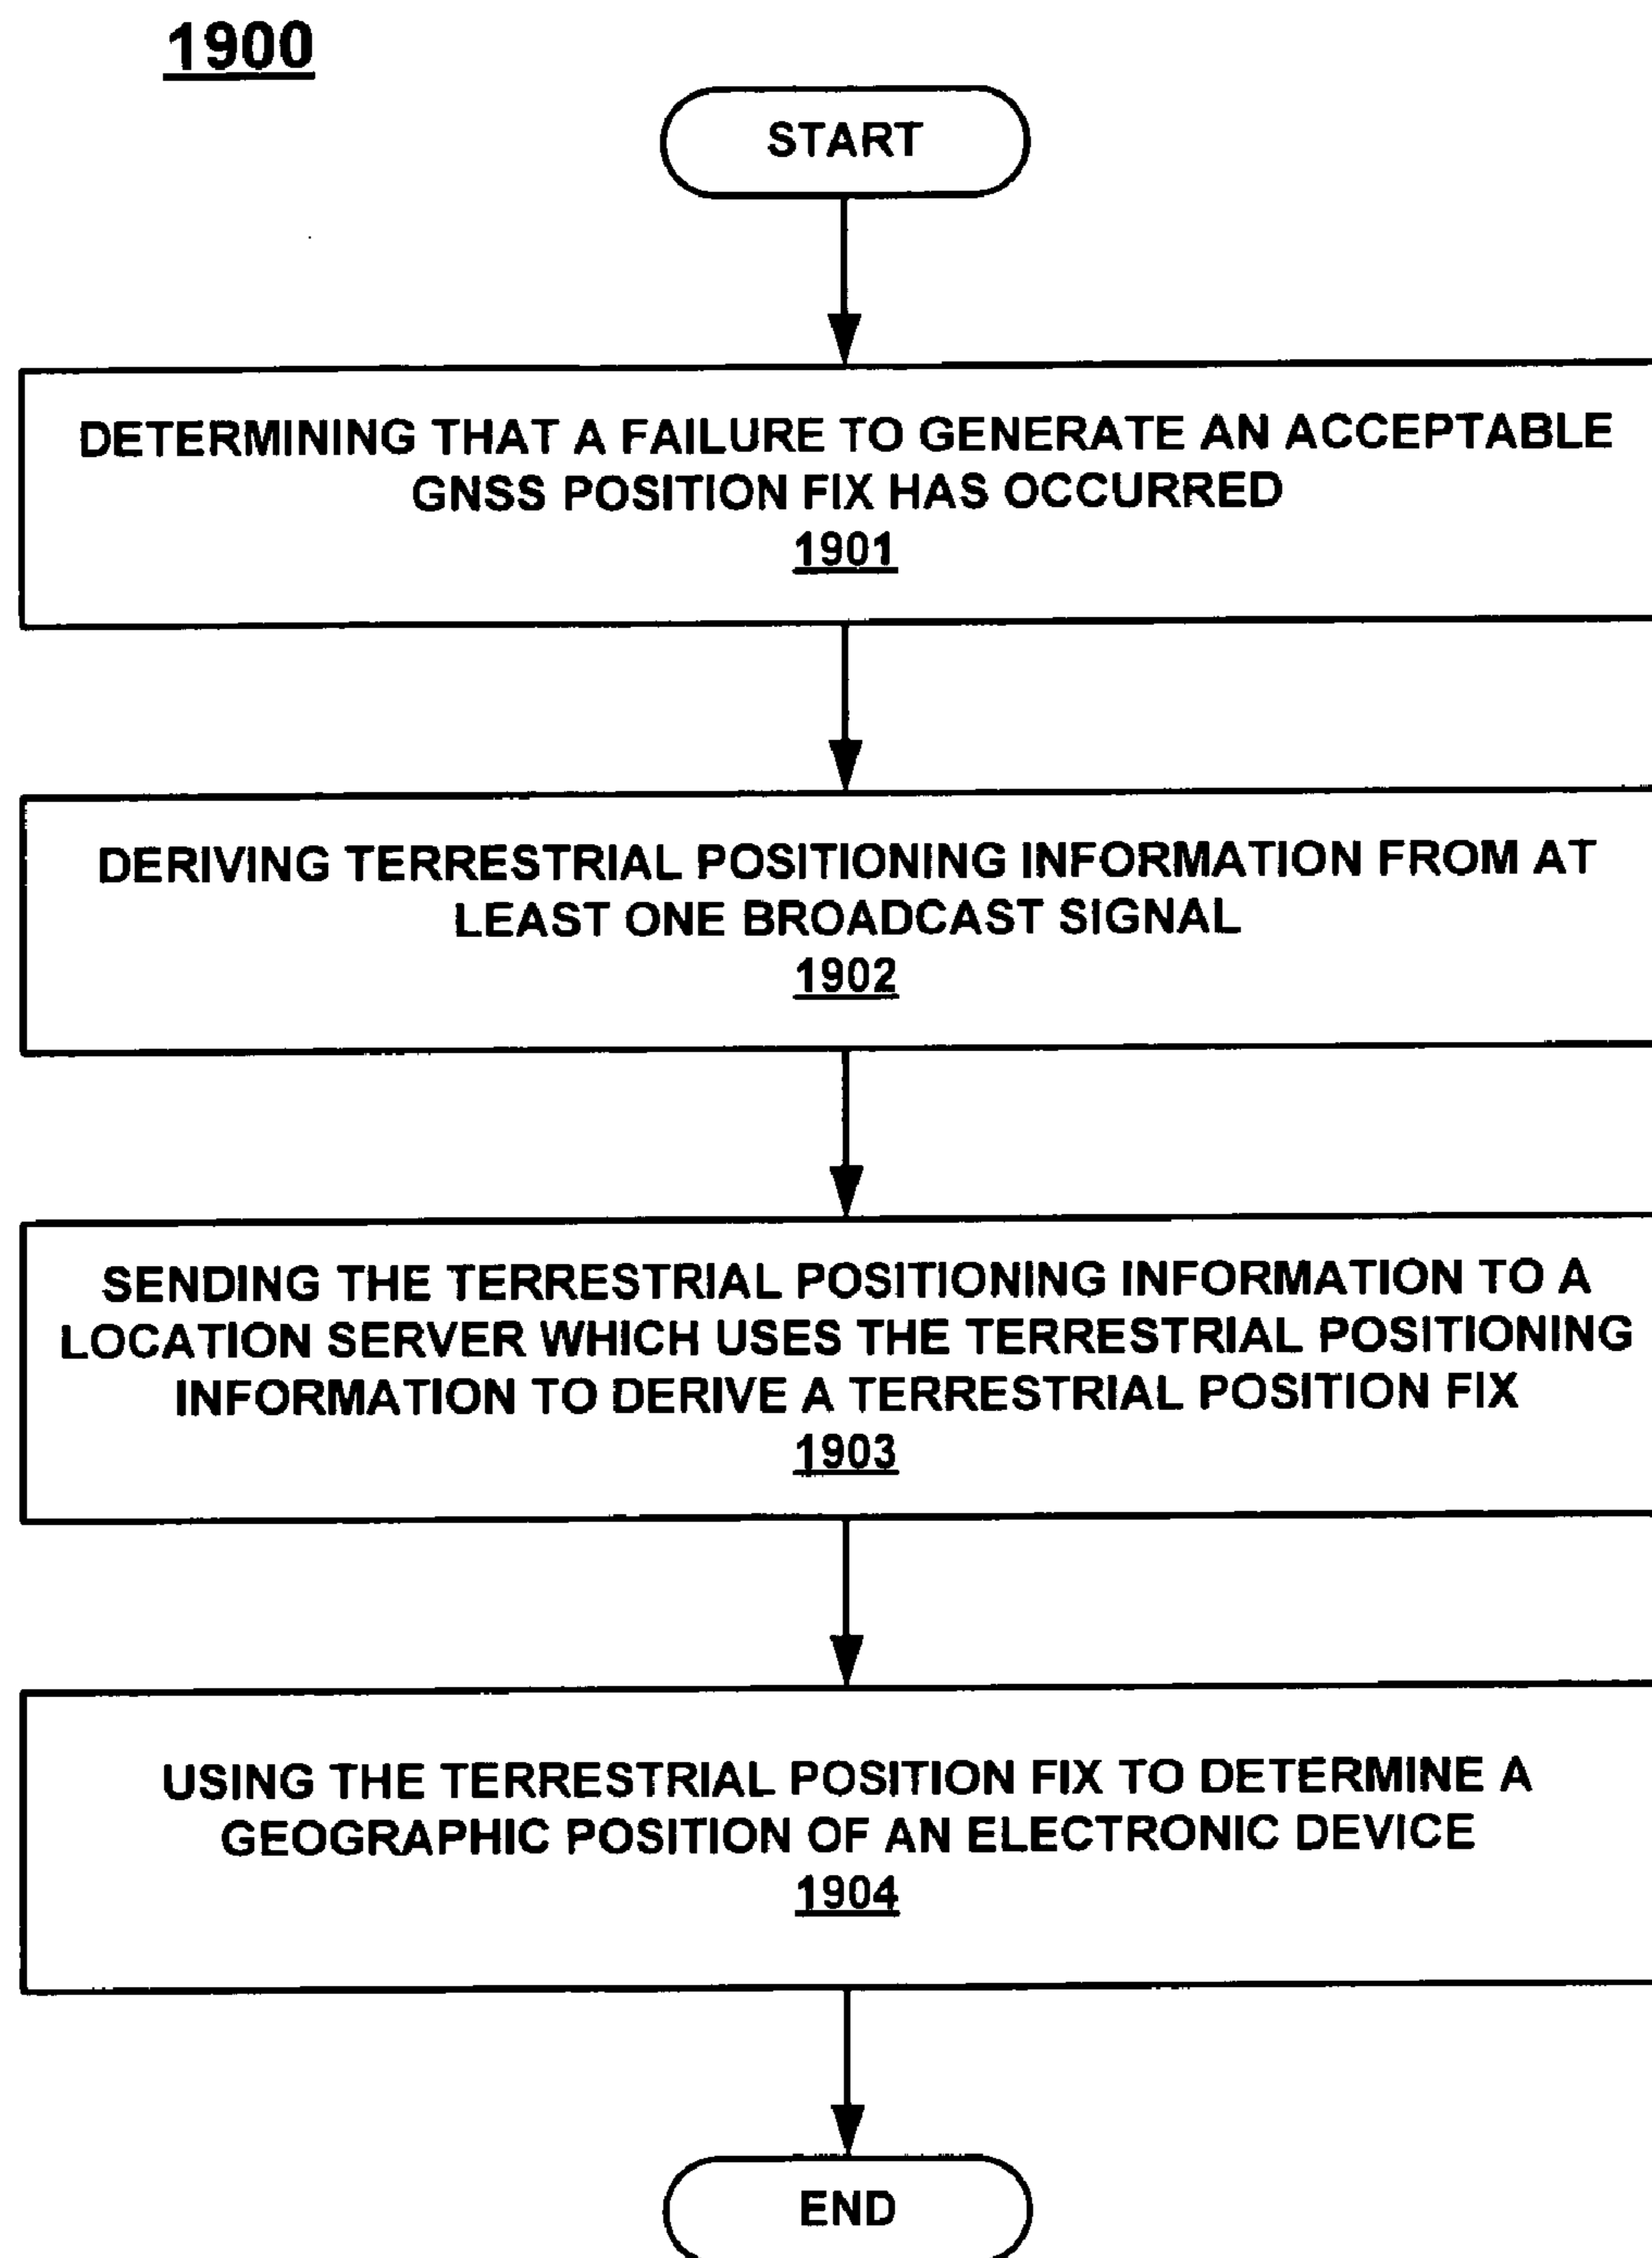 1900
START
DETERMINING THAT A FAILURE TO GENERATE AN ACCEPTABLE
GNSS POSITION FIX HAS OCCURRED
1901
DERIVING TERRESTRIAL POSITIONING INFORMATION FROM AT
LEAST ONE BROADCAST SIGNAL
1902
SENDING THE TERRESTRIAL POSITIONING INFORMATION TO A
LOCATION SERVER WHICH USES THE TERRESTRIAL POSITIONING
INFORMATION TO DERIVE A TERRESTRIAL POSITION FIX
1903
USING THE TERRESTRIAL POSITION FIX TO DETERMINE A
GEOGRAPHIC POSITION OF AN ELECTRONIC DEVICE
1904
END